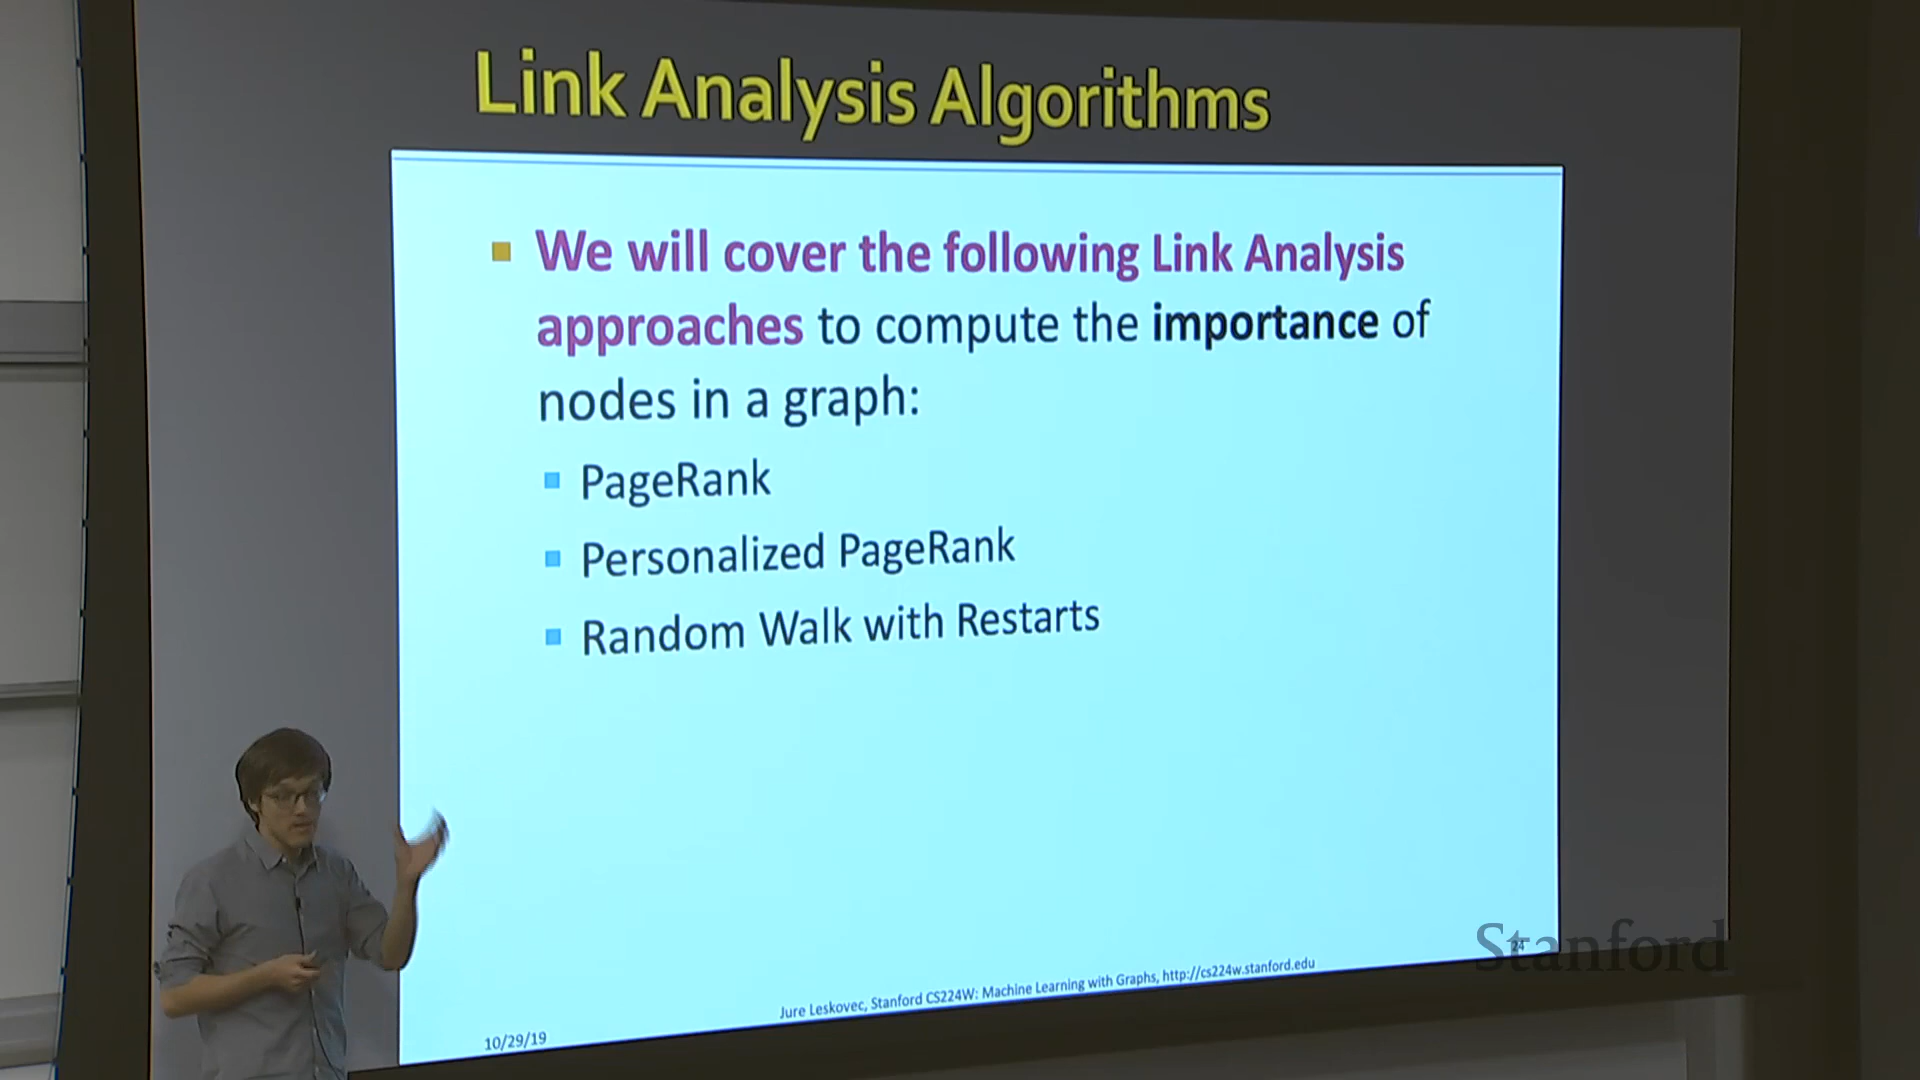 Link Analysis Algorithms
We will cover the following Link Analysis
approaches to compute the importance of
nodes in a graph:
PageRank
Personalized PageRank
Random Walk with Restarts
Stanford
24
Jure Leskovec, Stanford CS224W: Machine Learning with Graphs, http://cs224w.stanford.edu
10/29/19